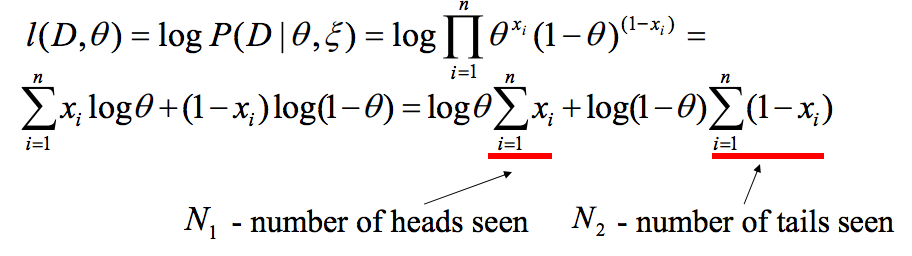 l(D,θ) = log P(D | θ,ξ) = log ∏_{i=1}^{n} θ^{x_i} (1−θ)^{(1−x_i)} =
∑_{i=1}^{n} x_i log θ + (1−x_i) log(1−θ) = log θ ∑_{i=1}^{n} x_i + log(1−θ) ∑_{i=1}^{n} (1−x_i)
N_1 - number of heads seen N_2 - number of tails seen